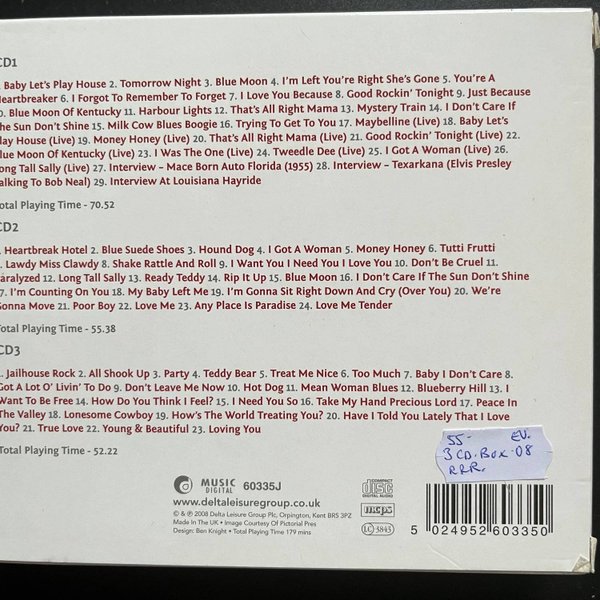 CD1
. Baby Let's Play House 2. Tomorrow Night 3. Blue Moon 4. I'm Left You're Right She's Gone 5. You're A
Heartbreaker 6. I Forgot To Remember To Forget 7. I Love You Because 8. Good Rockin' Tonight 9. Just Because
10. Blue Moon Of Kentucky 11. Harbour Lights 12. That's All Right Mama 13. Mystery Train 14. I Don't Care If
The Sun Don't Shine 15. Milk Cow Blues Boogie 16. Trying To Get To You 17. Maybelline (Live) 18. Baby Let's
Play House (Live) 19. Money Honey (Live) 20. That's All Right Mama (Live) 21. Good Rockin' Tonight (Live) 22.
Blue Moon Of Kentucky (Live) 23. I Was The One (Live) 24. Tweedle Dee (Live) 25. I Got A Woman (Live) 26.
Long Tall Sally (Live) 27. Interview – Mace Born Auto Florida (1955) 28. Interview – Texarkana (Elvis Presley
Talking To Bob Neal) 29. Interview At Louisiana Hayride
Total Playing Time - 70.52
CD2
. Heartbreak Hotel 2. Blue Suede Shoes 3. Hound Dog 4. I Got A Woman 5. Money Honey 6. Tutti Frutti
. Lawdy Miss Clawdy 8. Shake Rattle And Roll 9. I Want You I Need You I Love You 10. Don't Be Cruel 11.
Paralyzed 12. Long Tall Sally 13. Ready Teddy 14. Rip It Up 15. Blue Moon 16. I Don't Care If The Sun Don't Shine
17. I'm Counting On You 18. My Baby Left Me 19. I'm Gonna Sit Right Down And Cry (Over You) 20. We're
Gonna Move 21. Poor Boy 22. Love Me 23. Any Place Is Paradise 24. Love Me Tender
Total Playing Time - 55.38
CD3
. Jailhouse Rock 2. All Shook Up 3. Party 4. Teddy Bear 5. Treat Me Nice 6. Too Much 7. Baby I Don't Care 8.
Got A Lot O' Livin' To Do 9. Don't Leave Me Now 10. Hot Dog 11. Mean Woman Blues 12. Blueberry Hill 13. I
Want To Be Free 14. How Do You Think I Feel? 15. I Need You So 16. Take My Hand Precious Lord 17. Peace In
The Valley 18. Lonesome Cowboy 19. How's The World Treating You? 20. Have I Told You Lately That I Love
You? 21. True Love 22. Young & Beautiful 23. Loving You
Total Playing Time - 52.22
55.- EU.
3 CD.Box.08
RRR.
MUSIC
DIGITAL
60335J
COMPACT
disc
DIGITAL AUDIO
www.deltaleisuregroup.co.uk
mcps
℗ & © 2008 Delta Leisure Group Plc, Orpington, Kent BR5 3PZ
Made In The UK • Image Courtesy Of Pictorial Pres
Design: Ben Knight • Total Playing Time 179 mins
LC 3843
5 024952 603350